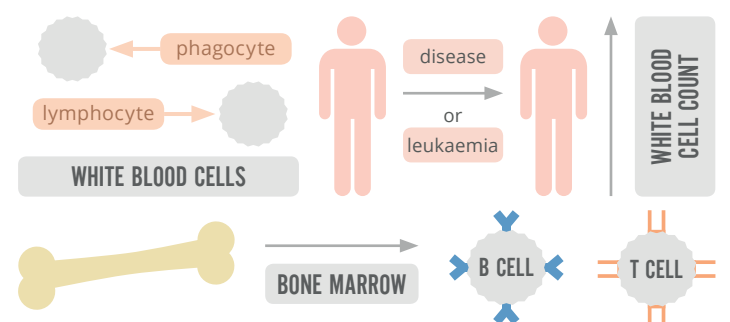 phagocyte
lymphocyte
WHITE BLOOD CELLS
disease
or
leukaemia
WHITE BLOOD
CELL COUNT
BONE MARROW
B CELL
T CELL